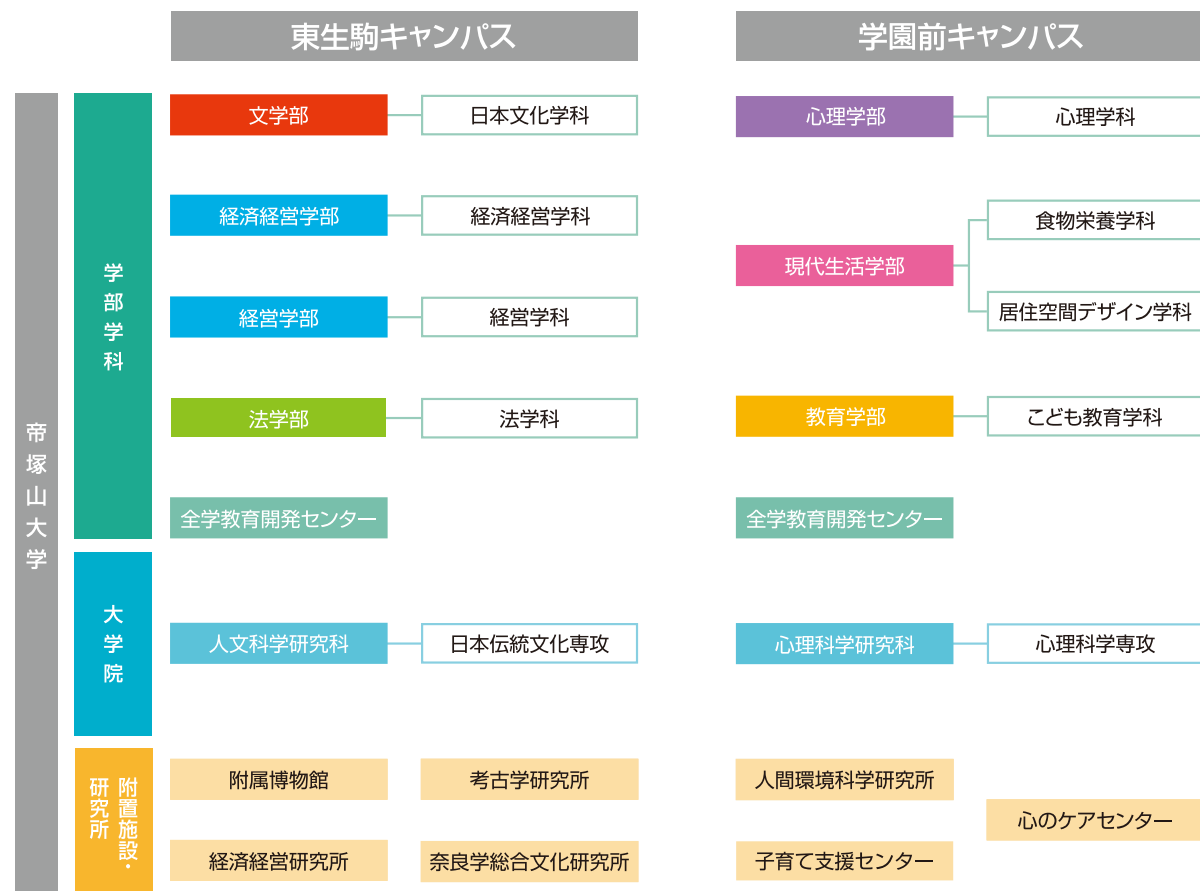 東生駒キャンパス
学園前キャンパス
帝塚山大学
学部学科
文学部
日本文化学科
心理学部
心理学科
経済経営学部
経済経営学科
現代生活学部
食物栄養学科
居住空間デザイン学科
経営学部
経営学科
法学部
法学科
教育学部
こども教育学科
全学教育開発センター
全学教育開発センター
大学院
人文科学研究科
日本伝統文化専攻
心理科学研究科
心理科学専攻
附置施設・
研究所
附属博物館
考古学研究所
人間環境科学研究所
心のケアセンター
経済経営研究所
奈良学総合文化研究所
子育て支援センター